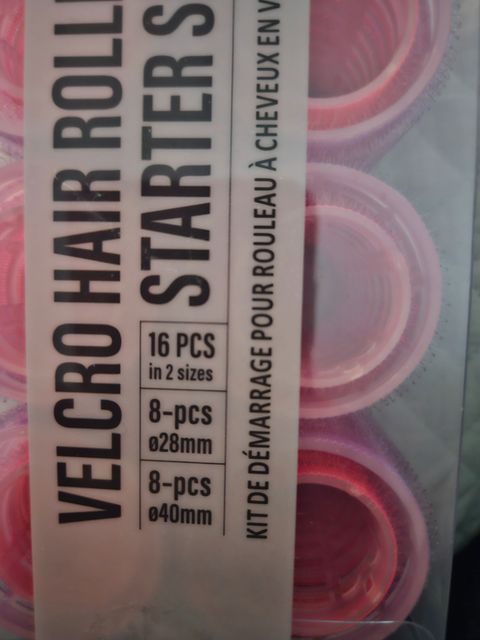 VELCRO HAIR
STARTER
16 PCS
in 2 sizes
8-pcs
ø28mm
8-pcs
ø40mm
KIT DE DÉMARRAGE POUR ROULEAU À CHEVEUX EN